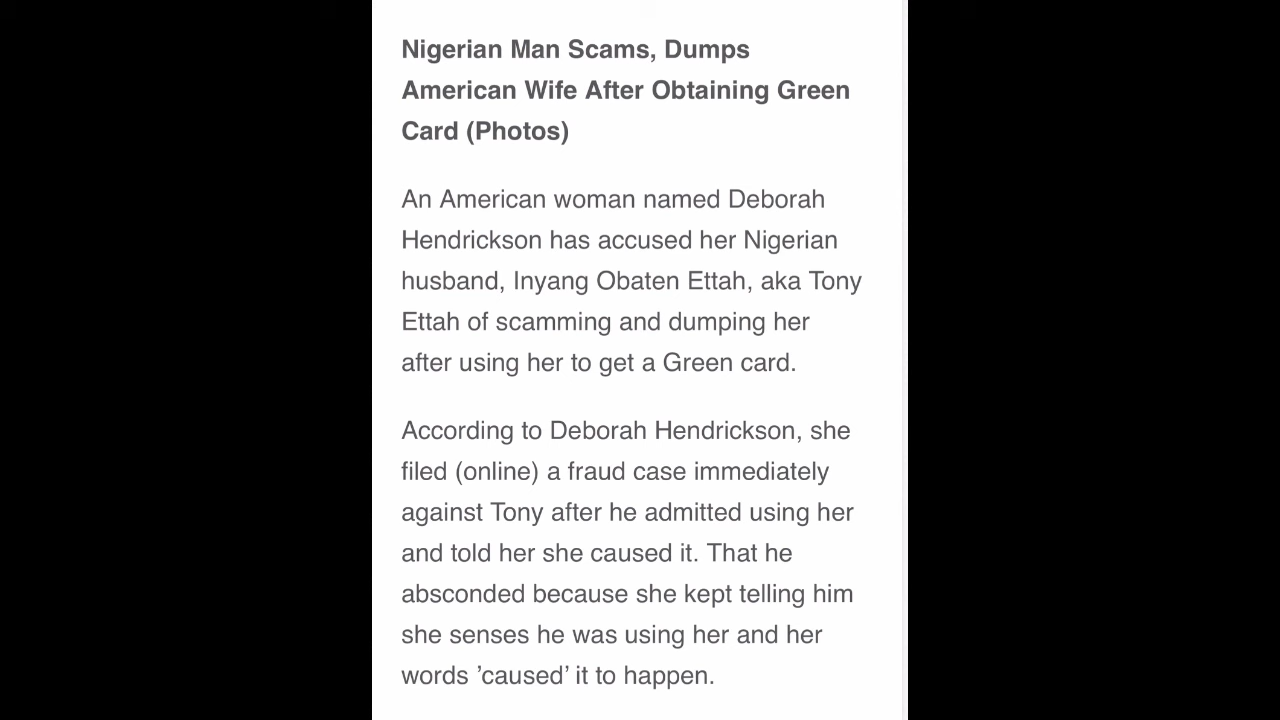 Nigerian Man Scams, Dumps
American Wife After Obtaining Green
Card (Photos)
An American woman named Deborah
Hendrickson has accused her Nigerian
husband, Inyang Obaten Ettah, aka Tony
Ettah of scamming and dumping her
after using her to get a Green card.
According to Deborah Hendrickson, she
filed (online) a fraud case immediately
against Tony after he admitted using her
and told her she caused it. That he
absconded because she kept telling him
she senses he was using her and her
words ’caused’ it to happen.